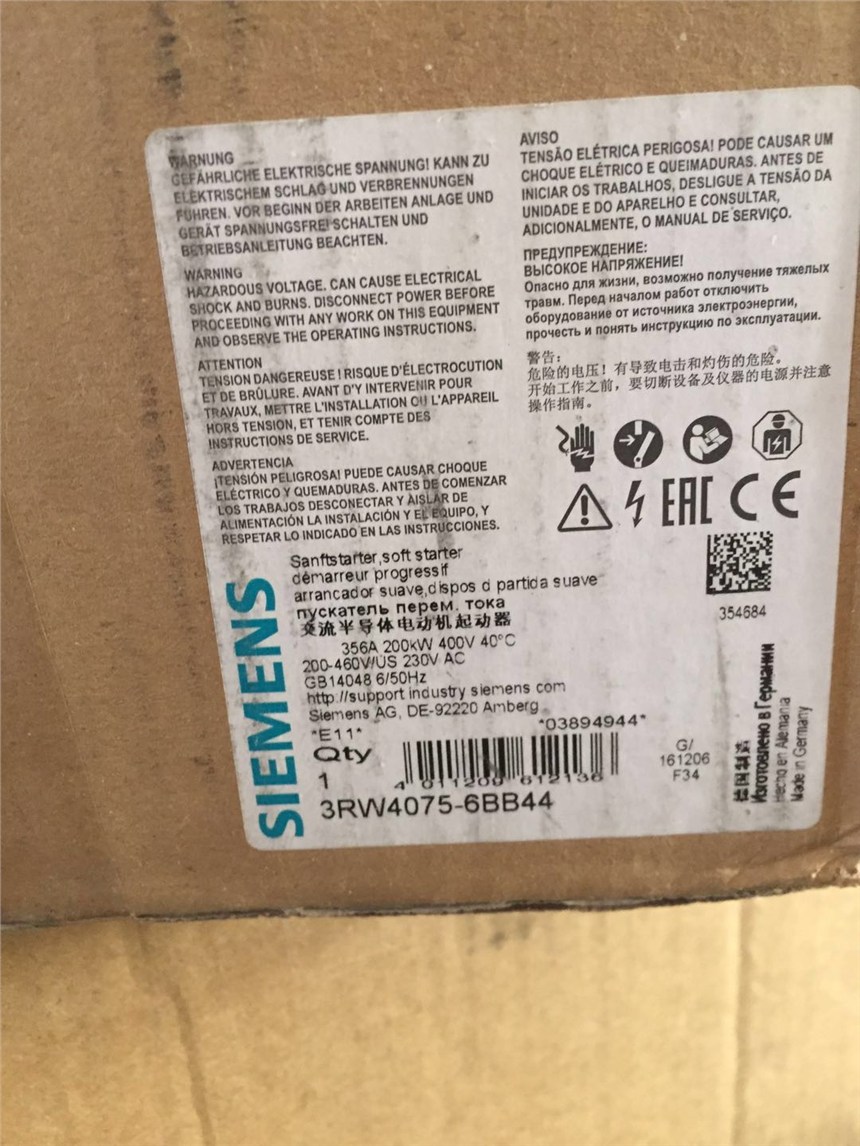 WARNUNG
GEFÄHRLICHE ELEKTRISCHE SPANNUNG! KANN ZU
ELEKTRISCHEM SCHLAG UND VERBRENNUNGEN
FÜHREN. VOR BEGINN DER ARBEITEN ANLAGE UND
GERÄT SPANNUNGSFREI SCHALTEN UND
BETRIEBSANLEITUNG BEACHTEN.
WARNING
HAZARDOUS VOLTAGE. CAN CAUSE ELECTRICAL
SHOCK AND BURNS. DISCONNECT POWER BEFORE
PROCEEDING WITH ANY WORK ON THIS EQUIPMENT
AND OBSERVE THE OPERATING INSTRUCTIONS.
ATTENTION
TENSION DANGEREUSE ! RISQUE D'ÉLECTROCUTION
ET DE BRÛLURE. AVANT D'Y INTERVENIR POUR
TRAVAUX, METTRE L'INSTALLATION OU L'APPAREIL
HORS TENSION, ET TENIR COMPTE DES
INSTRUCTIONS DE SERVICE.
ADVERTENCIA
¡TENSIÓN PELIGROSA! PUEDE CAUSAR CHOQUE
ELÉCTRICO Y QUEMADURAS. ANTES DE COMENZAR
LOS TRABAJOS DESCONECTAR Y AISLAR DE
ALIMENTACIÓN LA INSTALACIÓN Y EL EQUIPO, Y
RESPETAR LO INDICADO EN LAS INSTRUCCIONES.
AVISO
TENSÃO ELÉTRICA PERIGOSA! PODE CAUSAR UM
CHOQUE ELÉTRICO E QUEIMADURAS. ANTES DE
INICIAR OS TRABALHOS, DESLIGUE A TENSÃO DA
UNIDADE E DO APARELHO E CONSULTAR,
ADICIONALMENTE, O MANUAL DE SERVIÇO.
ПРЕДУПРЕЖДЕНИЕ:
ВЫСОКОЕ НАПРЯЖЕНИЕ!
Опасно для жизни, возможно получение тяжелых
травм. Перед началом работ отключить
оборудование от источника электроэнергии,
прочесть и понять инструкцию по эксплуатации.
警告：
危险的电压！有导致电击和灼伤的危险。
开始工作之前，要切断设备及仪器的电源并注意
操作指南。
EAC CE
354684
SIEMENS
Sanftstarter,soft starter
démarreur progressif
arrancador suave,dispos d partida suave
пускатель перем. тока
交流半导体电动机起动器
356A 200kW 400V 40°C
200-460V/US 230V AC
GB14048 6/50Hz
http://support industry siemens com
Siemens AG, DE-92220 Amberg
*E11* *03894944*
Qty
1
4 011209 612136
3RW4075-6BB44
G/
161206
F34
德国制造
Изготовлено в Германии
Hecho en Alemania
Made in Germany